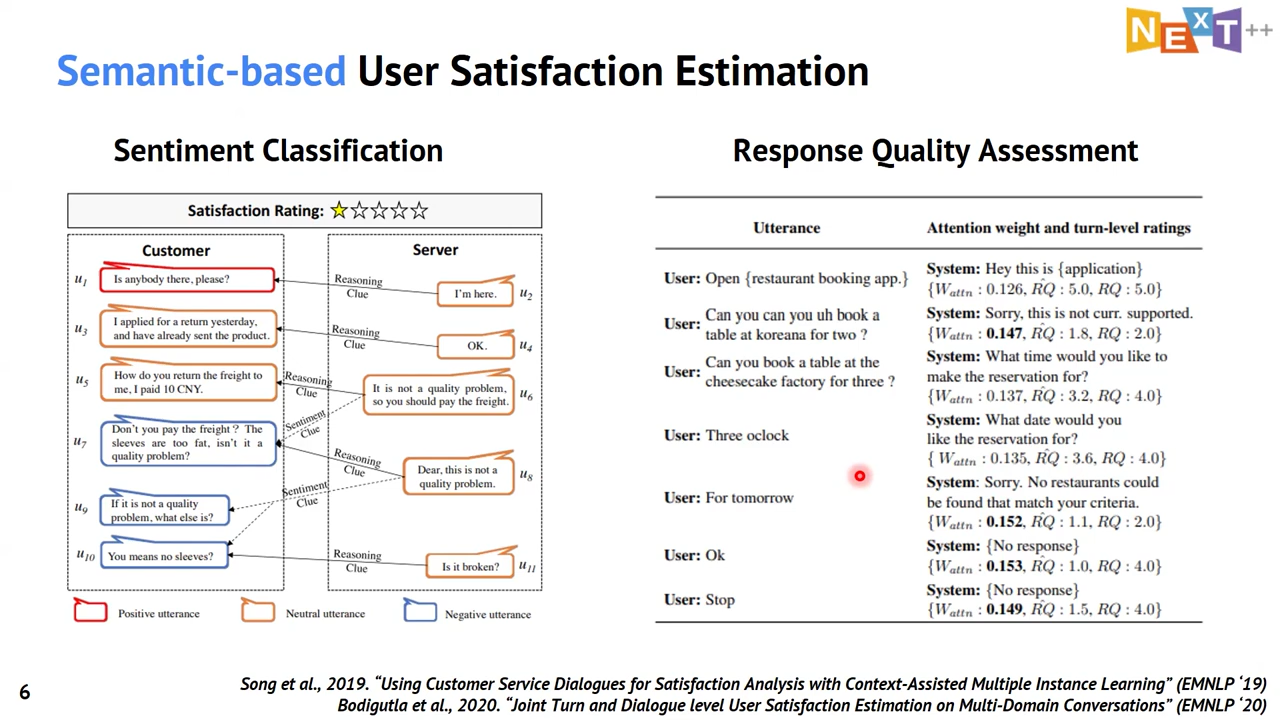 NEXT++
Semantic-based User Satisfaction Estimation
Sentiment Classification
Satisfaction Rating:
Customer
Server
u1
Is anybody there, please?
Reasoning
Clue
I'm here.
u2
u3
I applied for a return yesterday,
and have already sent the product.
Reasoning
Clue
OK.
u4
u5
How do you return the freight to
me, I paid 10 CNY.
Reasoning
Clue
It is not a quality problem,
so you should pay the freight.
u6
Sentiment
Clue
u7
Don't you pay the freight ? The
sleeves are too fat, isn't it a
quality problem?
Reasoning
Clue
Dear, this is not a
quality problem.
u8
Sentiment
Clue
u9
If it is not a quality
problem, what else is?
u10
You means no sleeves?
Reasoning
Clue
Is it broken?
u11
Positive utterance
Neutral utterance
Negative utterance
Response Quality Assessment
Utterance
Attention weight and turn-level ratings
User: Open {restaurant booking app.}
System: Hey this is {application}
{Wattn : 0.126, R̂Q : 5.0, RQ : 5.0}
User: Can you can you uh book a
table at koreana for two ?
System: Sorry, this is not curr. supported.
{Wattn : 0.147, R̂Q : 1.8, RQ : 2.0}
User: Can you book a table at the
cheesecake factory for three ?
System: What time would you like to
make the reservation for?
{Wattn : 0.137, R̂Q : 3.2, RQ : 4.0}
User: Three oclock
System: What date would you
like the reservation for?
{ Wattn : 0.135, R̂Q : 3.6, RQ : 4.0}
User: For tomorrow
System: Sorry. No restaurants could
be found that match your criteria.
{Wattn : 0.152, R̂Q : 1.1, RQ : 2.0}
User: Ok
System: {No response}
{Wattn : 0.153, R̂Q : 1.0, RQ : 4.0}
User: Stop
System: {No response}
{Wattn : 0.149, R̂Q : 1.5, RQ : 4.0}
6
Song et al., 2019. “Using Customer Service Dialogues for Satisfaction Analysis with Context-Assisted Multiple Instance Learning” (EMNLP ‘19)
Bodigutla et al., 2020. “Joint Turn and Dialogue level User Satisfaction Estimation on Multi-Domain Conversations” (EMNLP ‘20)